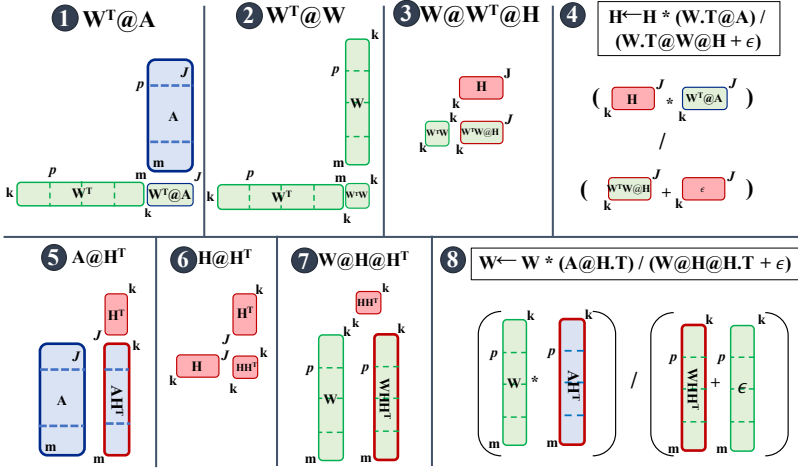 1 Wᵀ@A
J
p
A
m
p
m
J
k
Wᵀ
Wᵀ@A
k
2 Wᵀ@W
k
p
W
m
p
m
k
Wᵀ
WᵀW
k
3 W@Wᵀ@H
J
H
k
k
J
WᵀW
WᵀW@H
k
k
4
H←H * (W.T@A) /
(W.T@W@H + ϵ)
( H * Wᵀ@A )
J
J
k
k
/
( WᵀW@H + ϵ )
J
J
k
k
5 A@Hᵀ
k
Hᵀ
J
J
k
A
AHᵀ
m
m
6 H@Hᵀ
k
Hᵀ
J
J
k
H
HHᵀ
k
k
7 W@H@Hᵀ
k
HHᵀ
k
k
k
p
W
WHHᵀ
m
m
8
W← W * (A@H.T) / (W@H@H.T + ϵ)
k
k
p
p
W * AHᵀ
m
m
/
k
k
p
WHHᵀ + ϵ
m
m